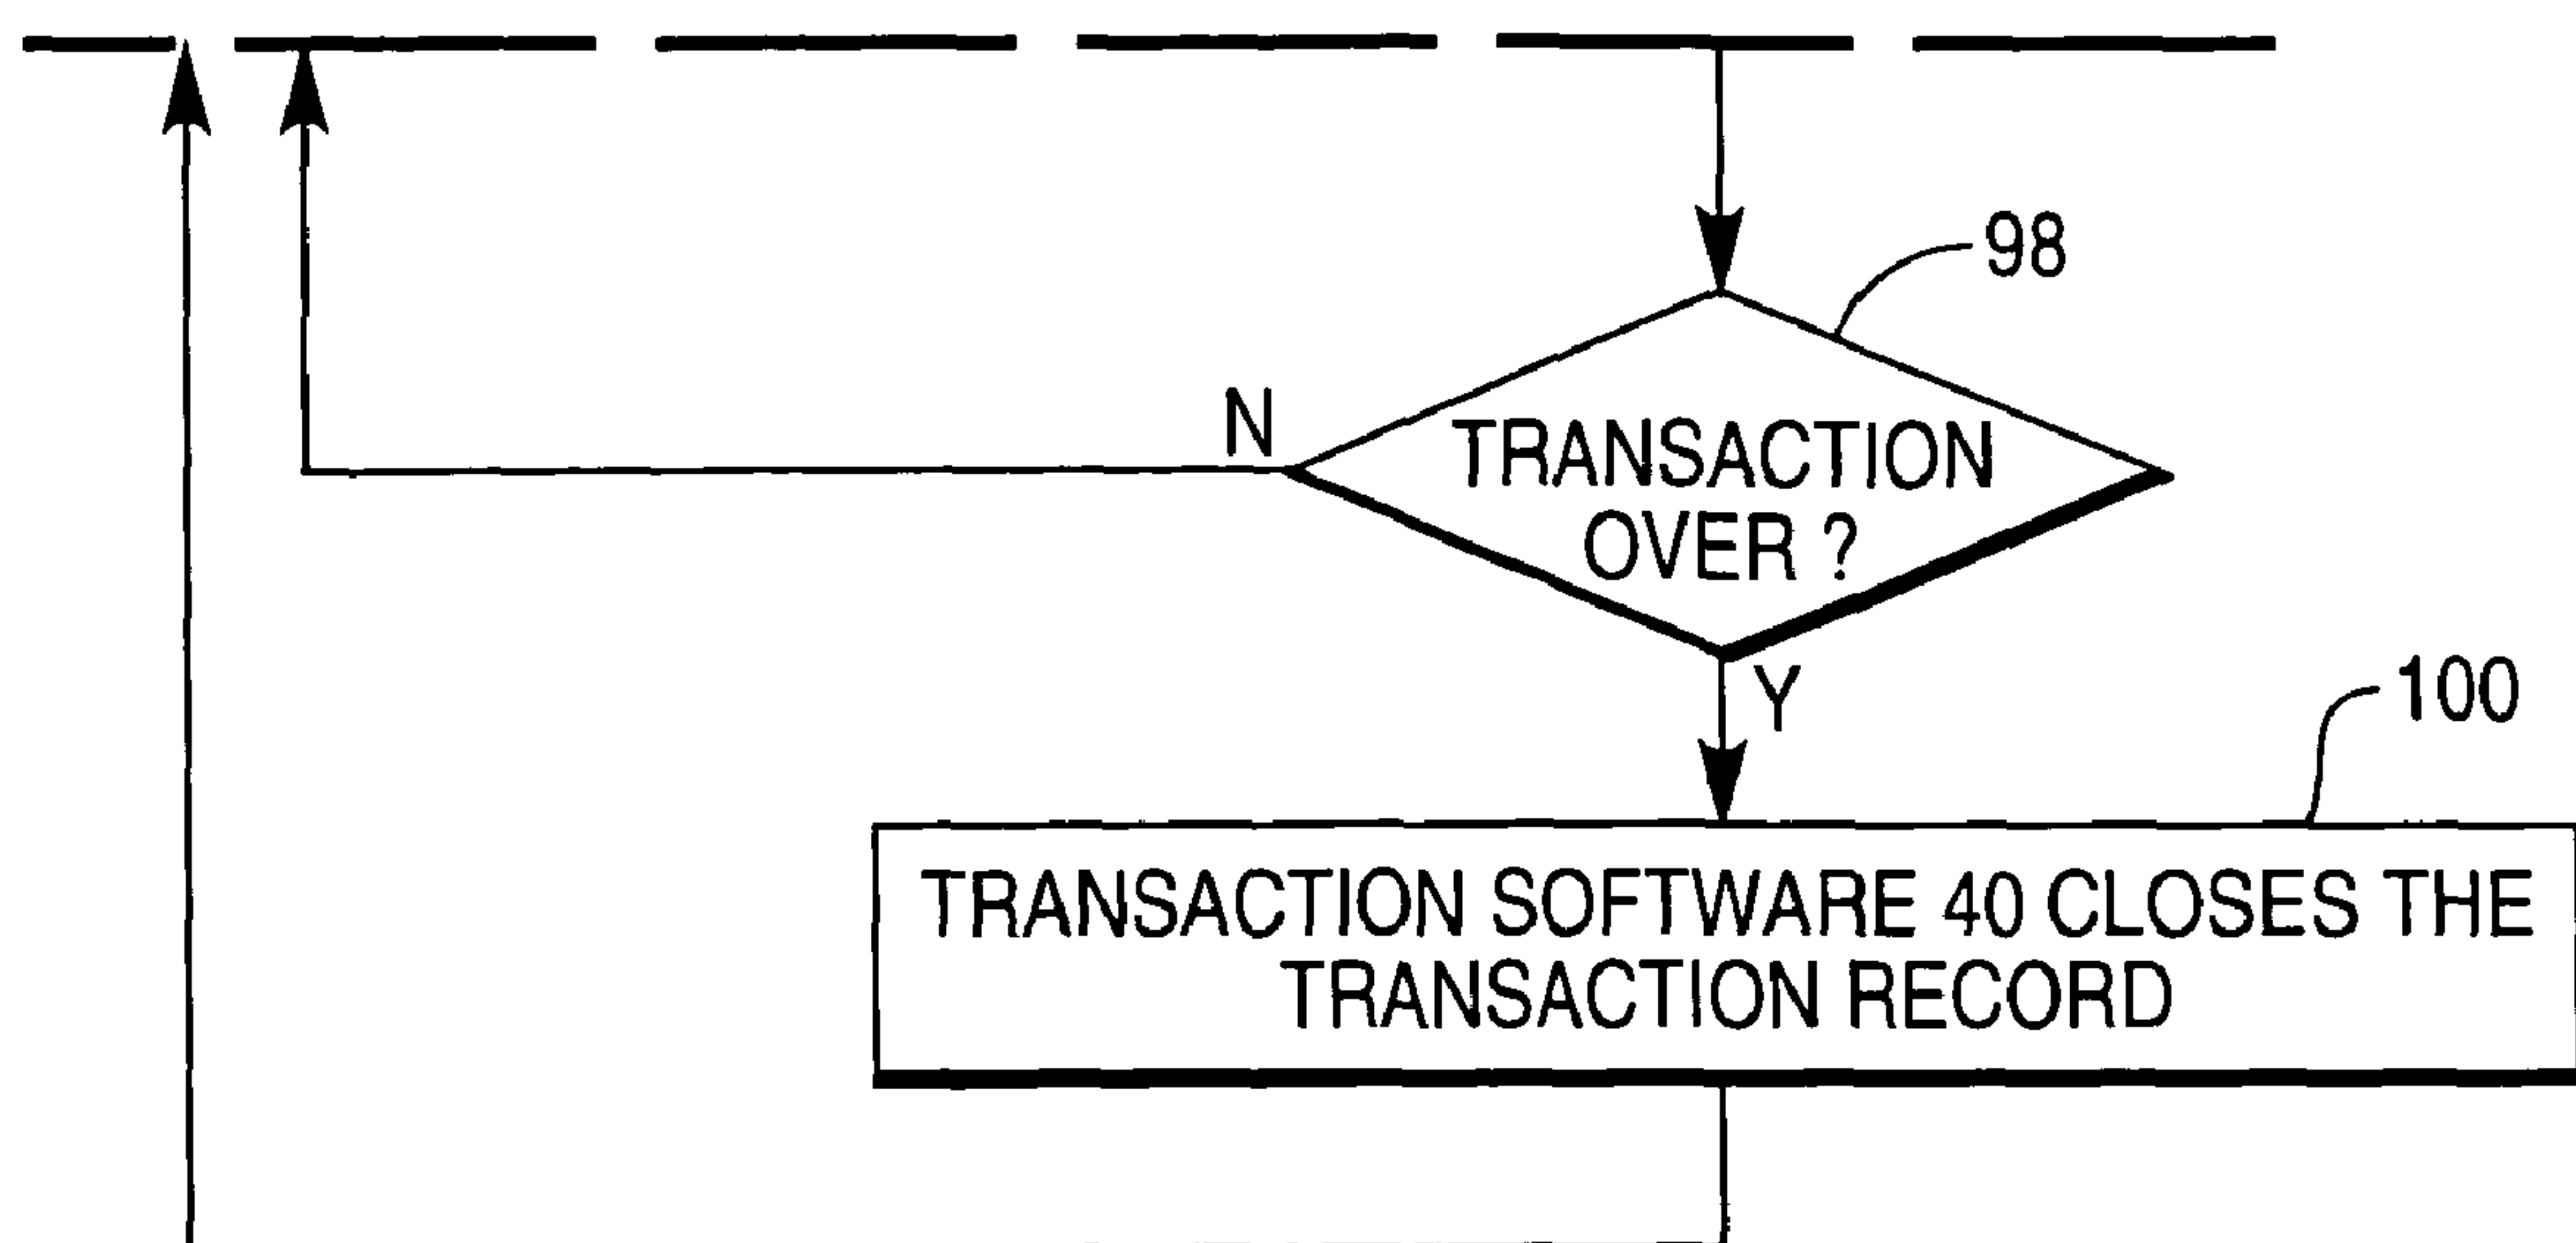 98
N
TRANSACTION
OVER ?
Y
100
TRANSACTION SOFTWARE 40 CLOSES THE
TRANSACTION RECORD